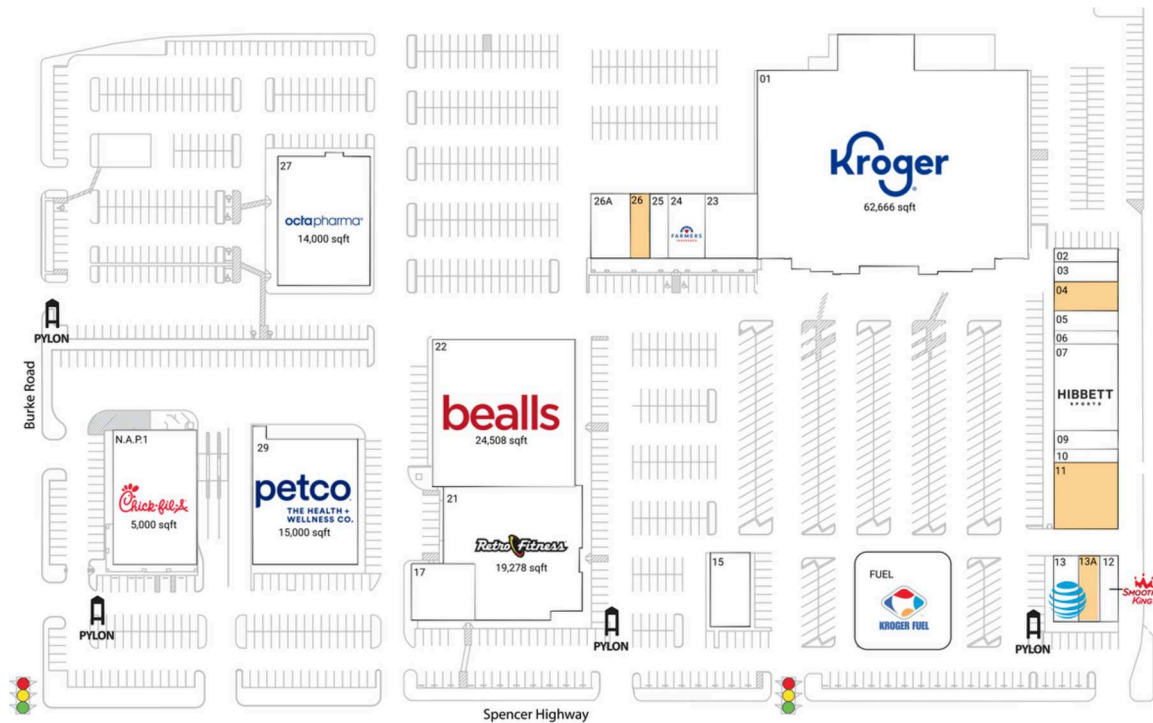 01
Kroger
62,666 sqft
27
octapharma
14,000 sqft
26A
26
25
24
23
FARMERS
INSURANCE
02
03
04
05
06
07
HIBBETT
SPORTS
09
10
11
PYLON
Burke Road
22
bealls
24,508 sqft
N.A.P.1
Chick-fil-A
5,000 sqft
29
petco
THE HEALTH +
WELLNESS CO.
15,000 sqft
21
Retro Fitness
19,278 sqft
17
15
FUEL
KROGER FUEL
13
13A
12
AT&T
SMOOTHIE
KING
PYLON
PYLON
PYLON
Spencer Highway